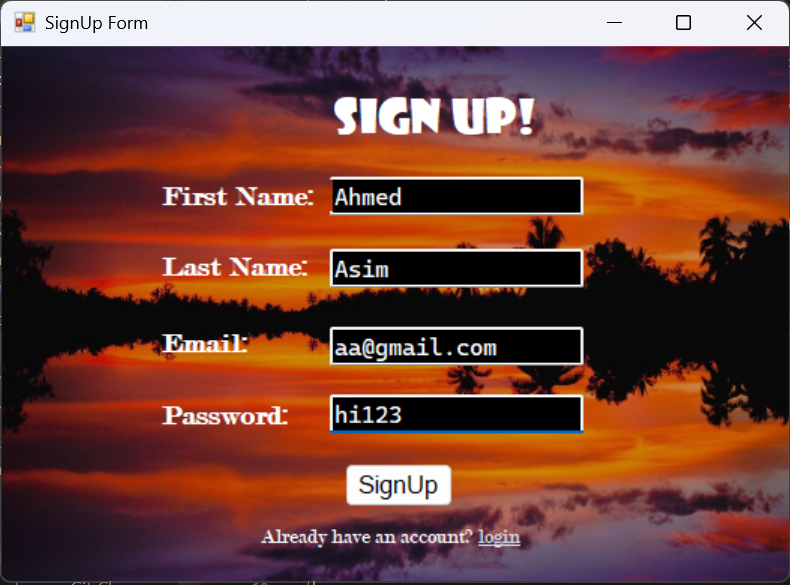 SignUp Form
SIGN UP!
First Name: Ahmed
Last Name: Asim
Email: aa@gmail.com
Password: hi123
SignUp
Already have an account? login